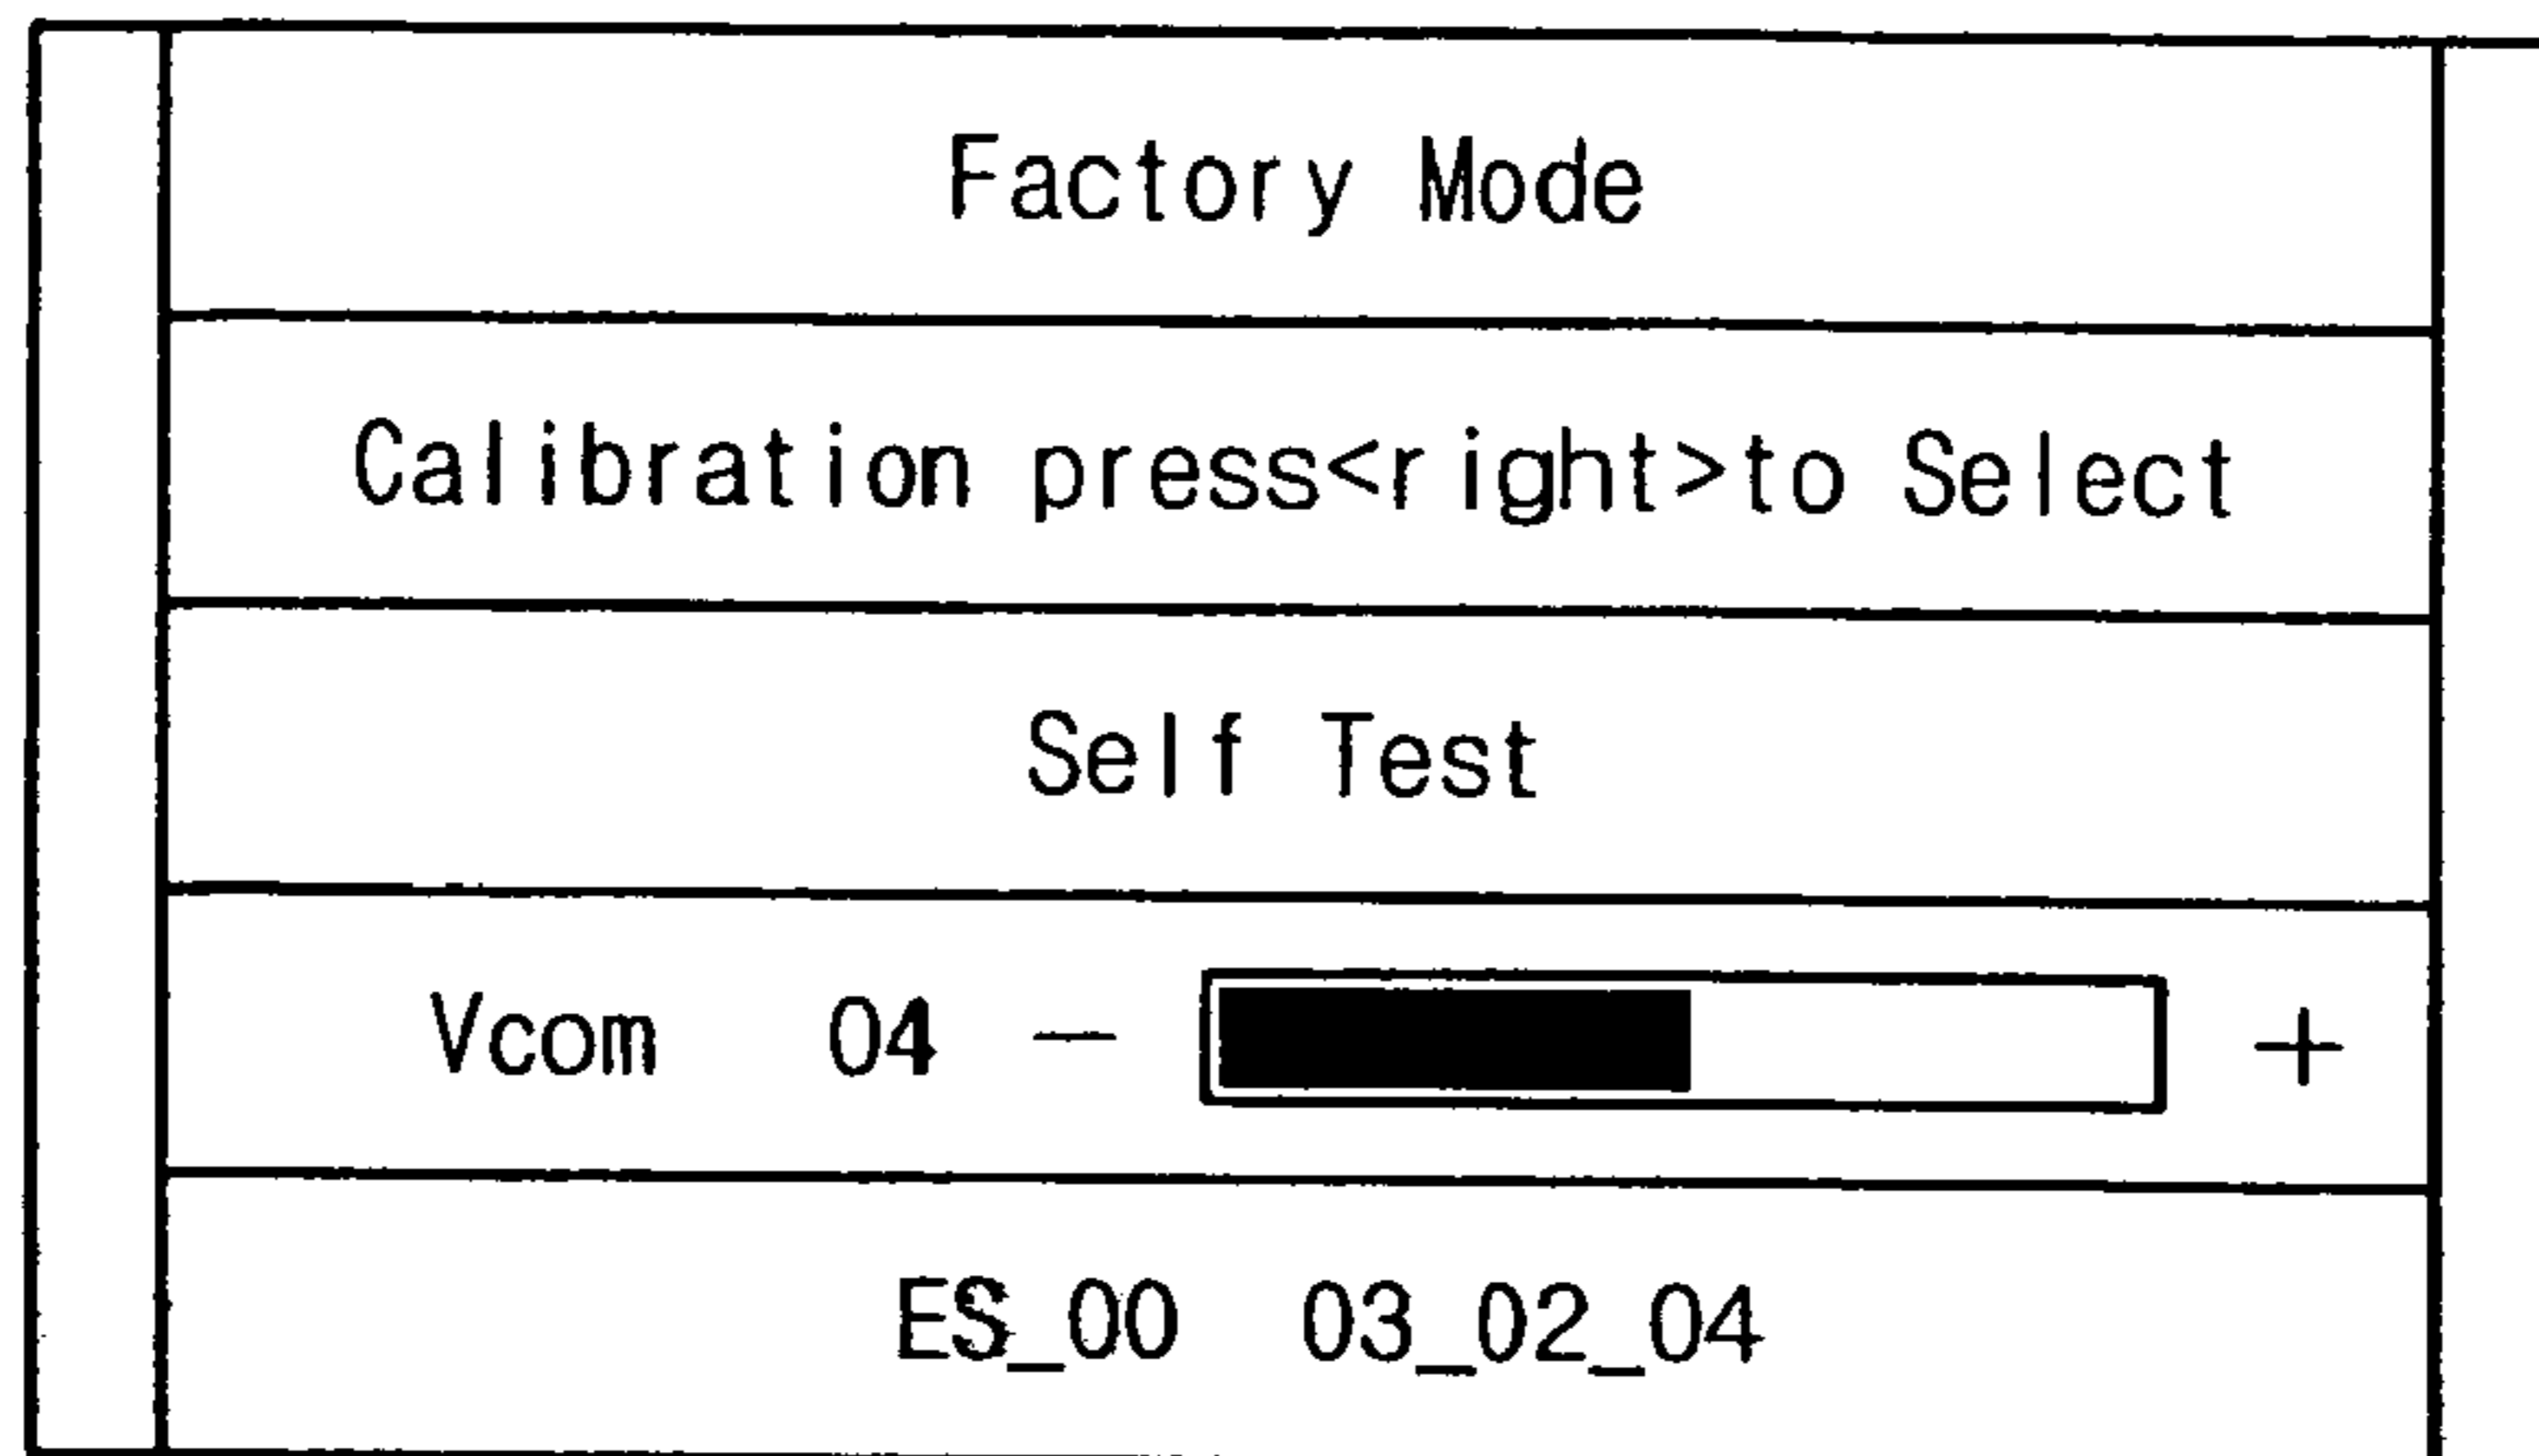 Factory Mode
Calibration press<right>to Select
Self Test
Vcom 04 - +
ES_00 03_02_04